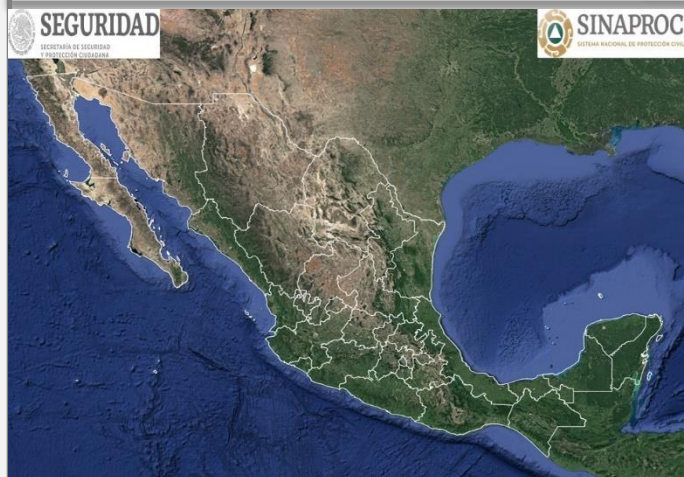 SEGURIDAD
SECRETARÍA DE SEGURIDAD
Y PROTECCIÓN CIUDADANA
SINAPROC
SISTEMA NACIONAL DE PROTECCIÓN CIVIL